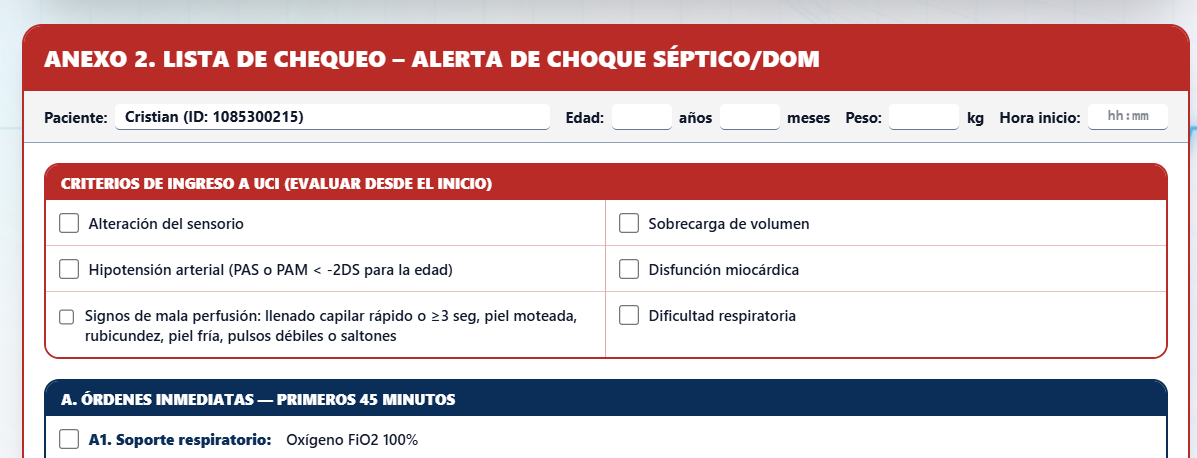 ANEXO 2. LISTA DE CHEQUEO – ALERTA DE CHOQUE SÉPTICO/DOM
Paciente: Cristian (ID: 1085300215) Edad: años meses Peso: kg Hora inicio: hh:mm
CRITERIOS DE INGRESO A UCI (EVALUAR DESDE EL INICIO)
Alteración del sensorio
Sobrecarga de volumen
Hipotensión arterial (PAS o PAM < -2DS para la edad)
Disfunción miocárdica
Signos de mala perfusión: llenado capilar rápido o ≥3 seg, piel moteada,
rubicundez, piel fría, pulsos débiles o saltones
Dificultad respiratoria
A. ÓRDENES INMEDIATAS — PRIMEROS 45 MINUTOS
A1. Soporte respiratorio: Oxígeno FiO2 100%